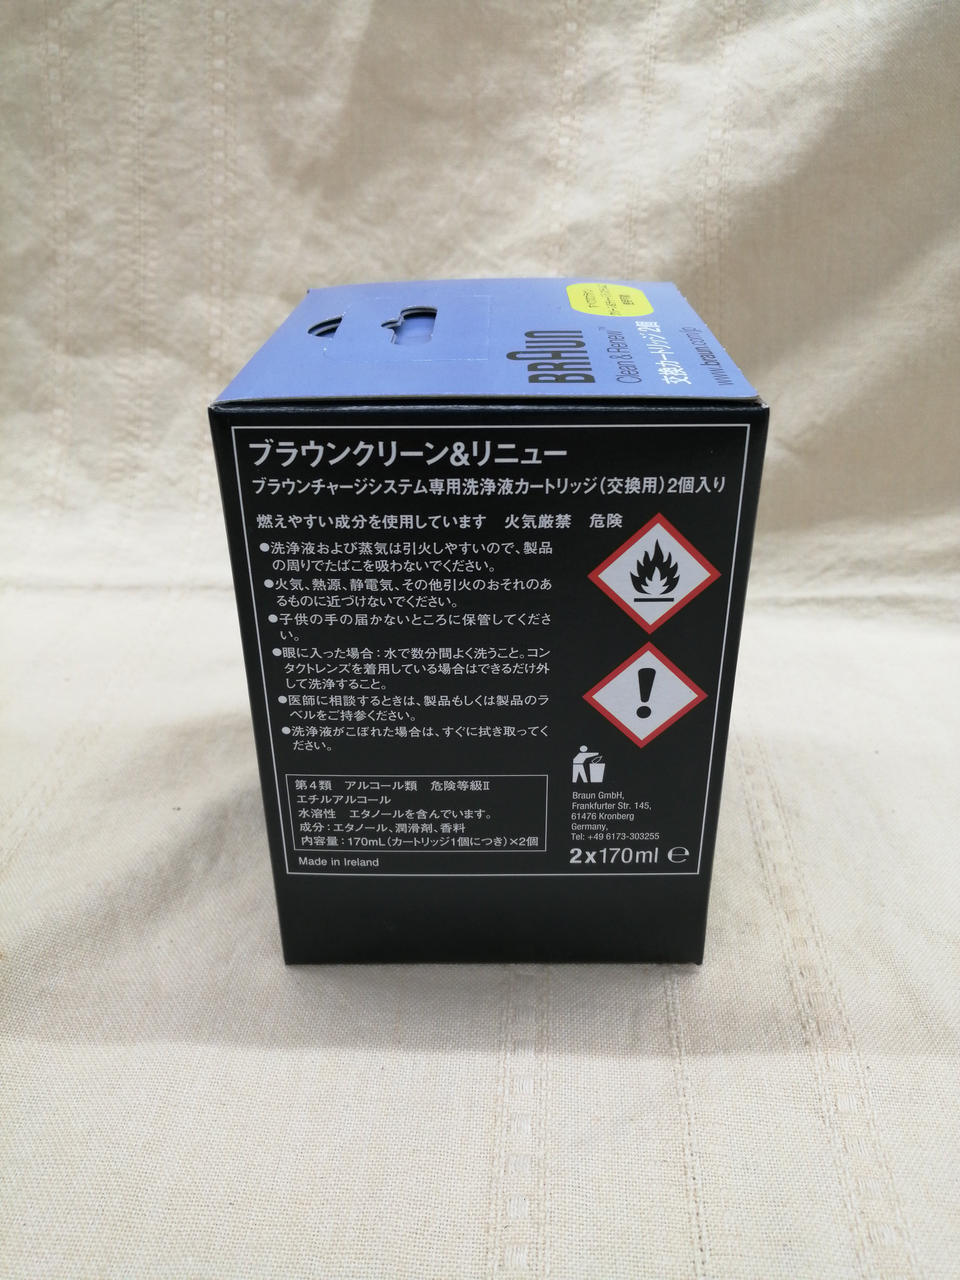 BRAUN
Clean & Renew™
交換カートリッジ2個
www.braun.com/jp
ブラウンクリーン&リニュー
ブラウンチャージシステム専用洗浄液カートリッジ(交換用)2個入り
燃えやすい成分を使用しています 火気厳禁 危険
●洗浄液および蒸気は引火しやすいので、製品
の周りでたばこを吸わないでください。
●火気、熱源、静電気、その他引火のおそれのあ
るものに近づけないでください。
●子供の手の届かないところに保管してくださ
い。
●眼に入った場合：水で数分間よく洗うこと。コン
タクトレンズを着用している場合はできるだけ外
して洗浄すること。
●医師に相談するときは、製品もしくは製品のラ
ベルをご持参ください。
●洗浄液がこぼれた場合は、すぐに拭き取ってく
ださい。
第4類 アルコール類 危険等級Ⅱ
エチルアルコール
水溶性 エタノールを含んでいます。
成分：エタノール、潤滑剤、香料
内容量：170mL(カートリッジ1個につき)×2個
Made in Ireland
Braun GmbH,
Frankfurter Str. 145,
61476 Kronberg
Germany,
Tel: +49 6173-303255
2x170ml ℮